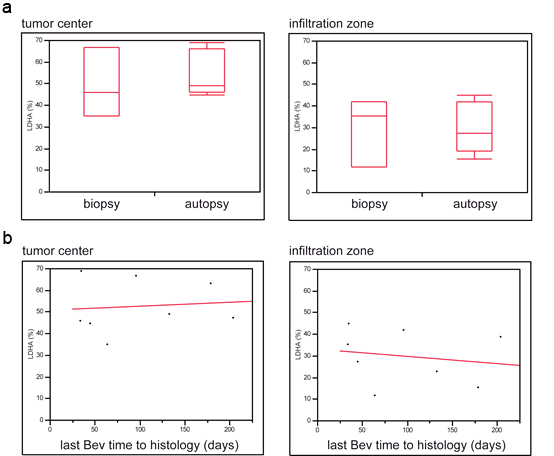 a
tumor center
infiltration zone
70
60
50
40
30
20
10
0
LDHA (%)
biopsy
autopsy
70
60
50
40
30
20
10
0
LDHA (%)
biopsy
autopsy
b
tumor center
infiltration zone
70
60
50
40
30
20
10
0
LDHA (%)
0
50
100
150
200
last Bev time to histology (days)
70
60
50
40
30
20
10
0
LDHA (%)
0
50
100
150
200
last Bev time to histology (days)